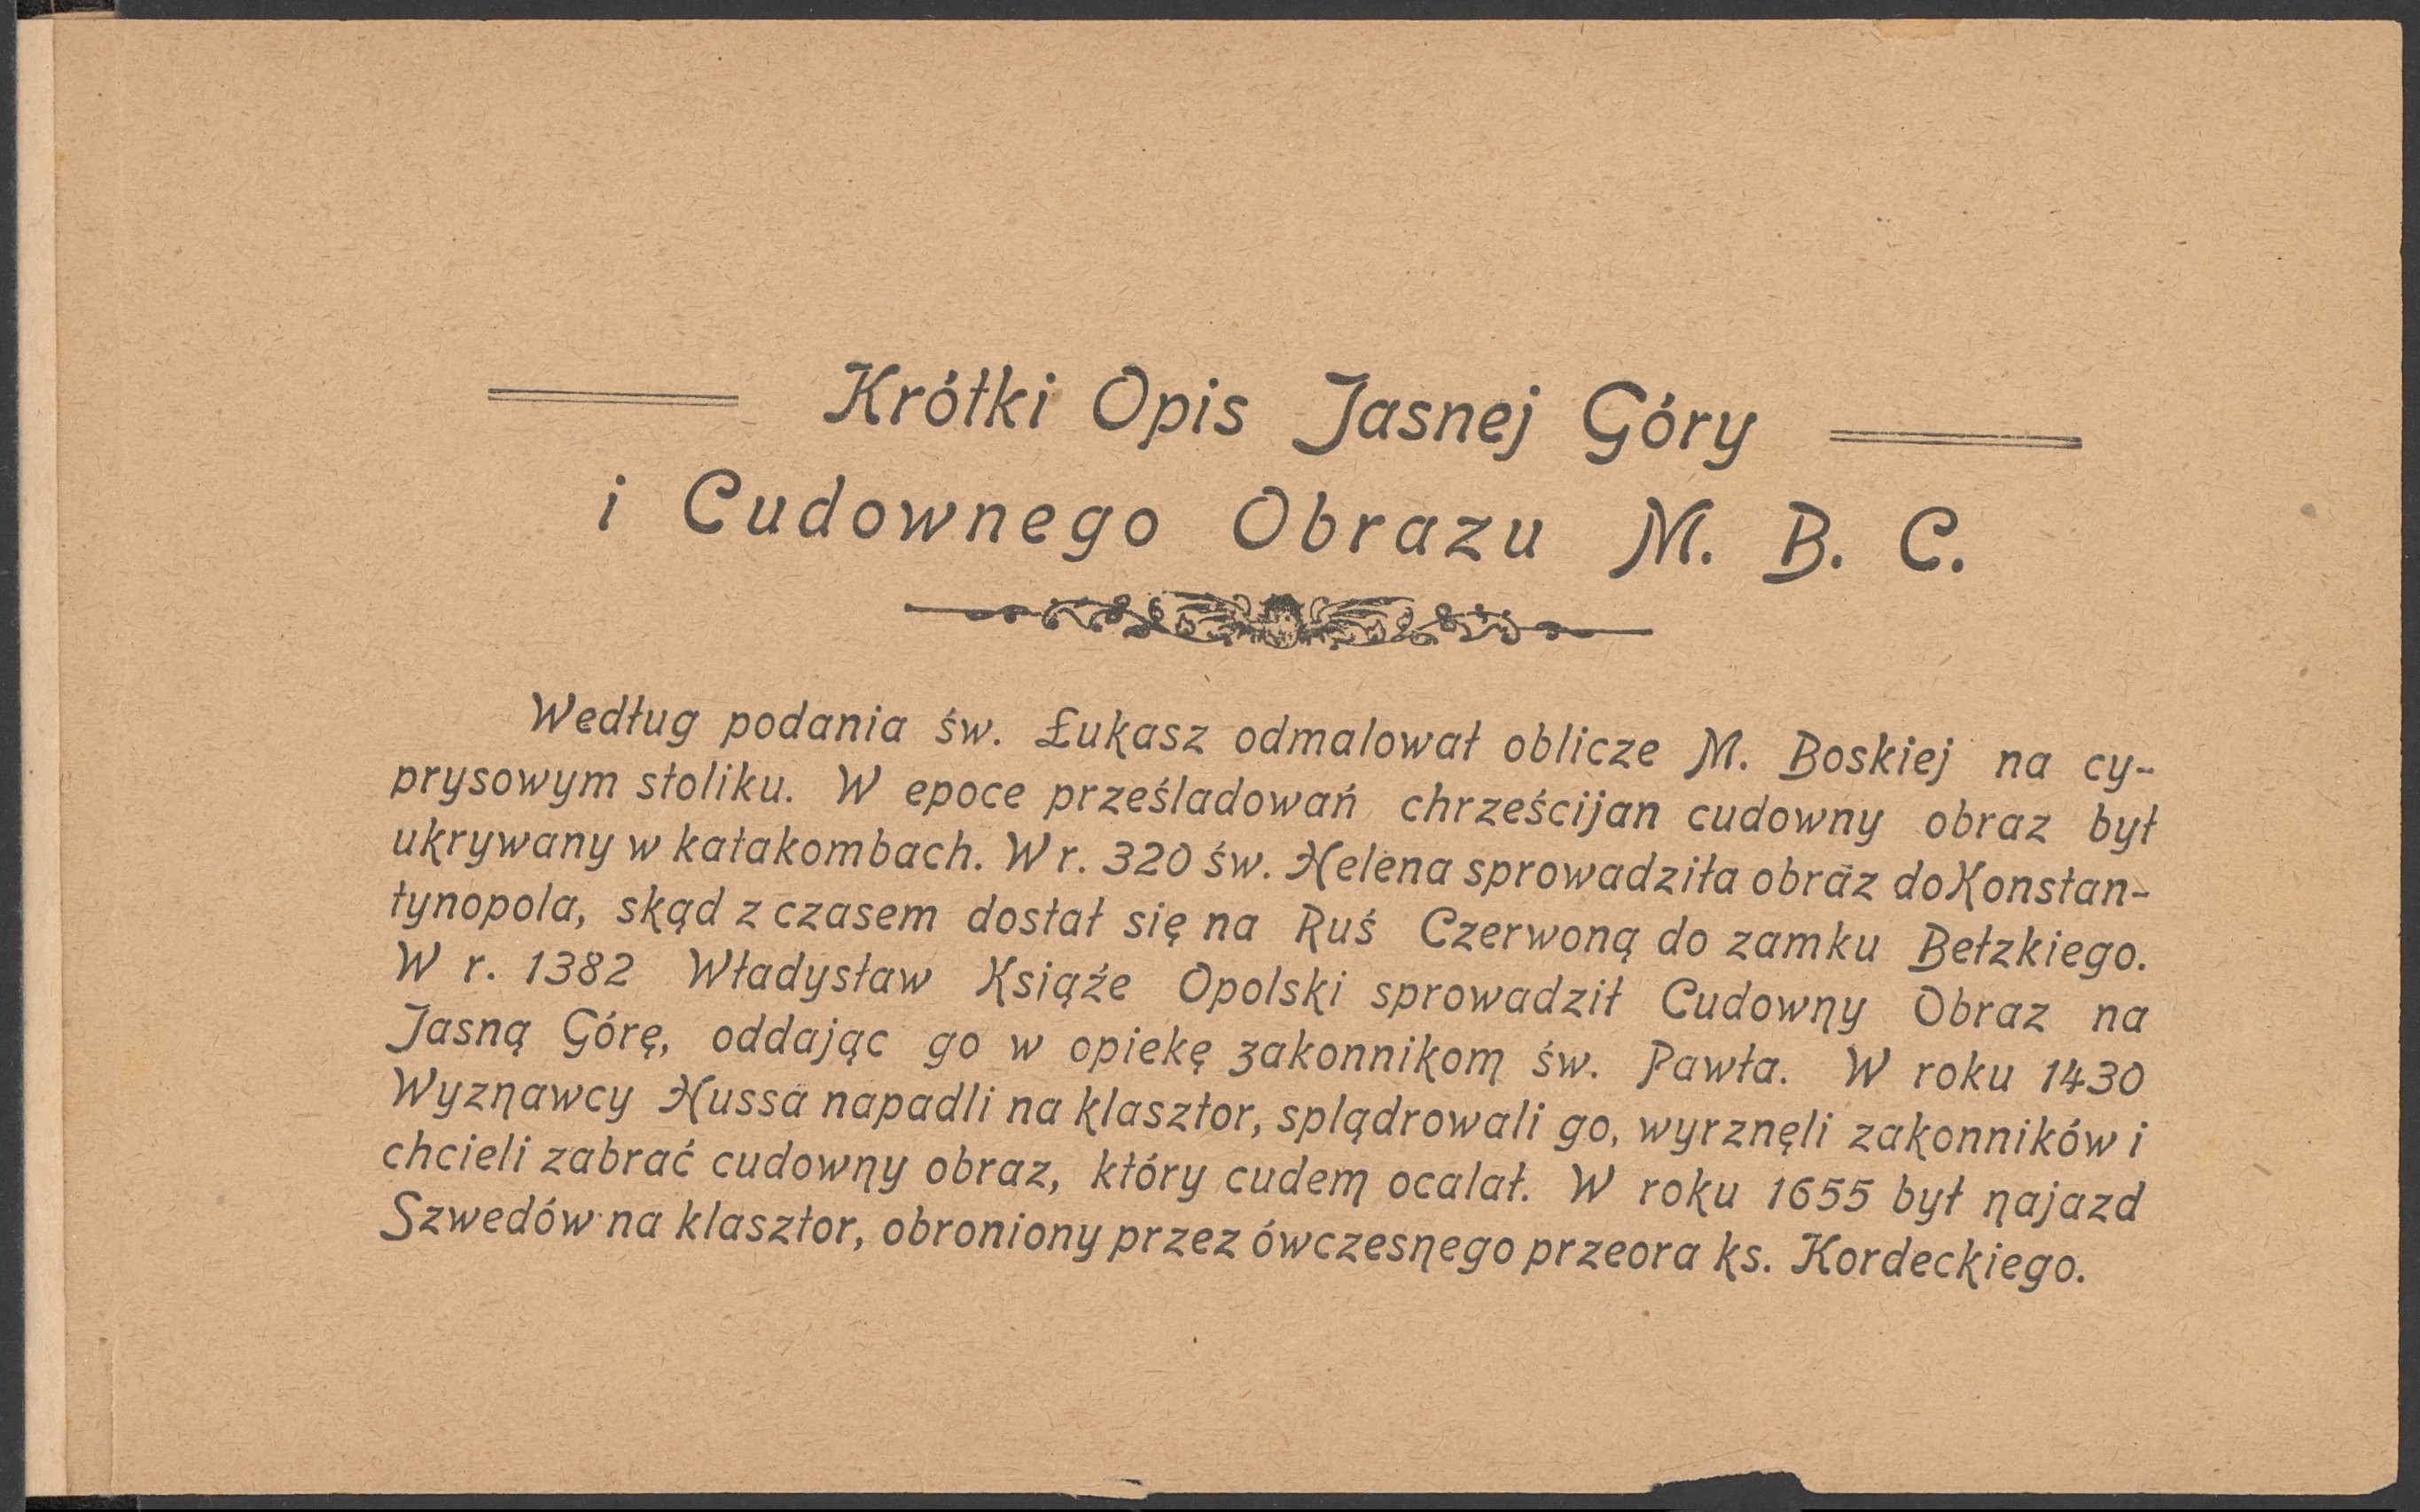 Krótki Opis Jasnej Góry
i Cudownego Obrazu M. B. C.
Według podania św. Łukasz odmalował oblicze M. Boskiej na cy-
prysowym stoliku. W epoce prześladowań chrześcijan cudowny obraz był
ukrywany w katakombach. W r. 320 św. Helena sprowadziła obraz do Konstan-
tynopola, skąd z czasem dostał się na Ruś Czerwoną do zamku Bełzkiego.
W r. 1382 Władysław Książe Opolski sprowadził Cudowny Obraz na
Jasną Górę, oddając go w opiekę zakonnikom św. Pawła. W roku 1430
Wyznawcy Hussa napadli na klasztor, splądrowali go, wyrznęli zakonników i
chcieli zabrać cudowny obraz, który cudem ocalał. W roku 1655 był najazd
Szwedów na klasztor, obroniony przez ówczesnego przeora ks. Kordeckiego.